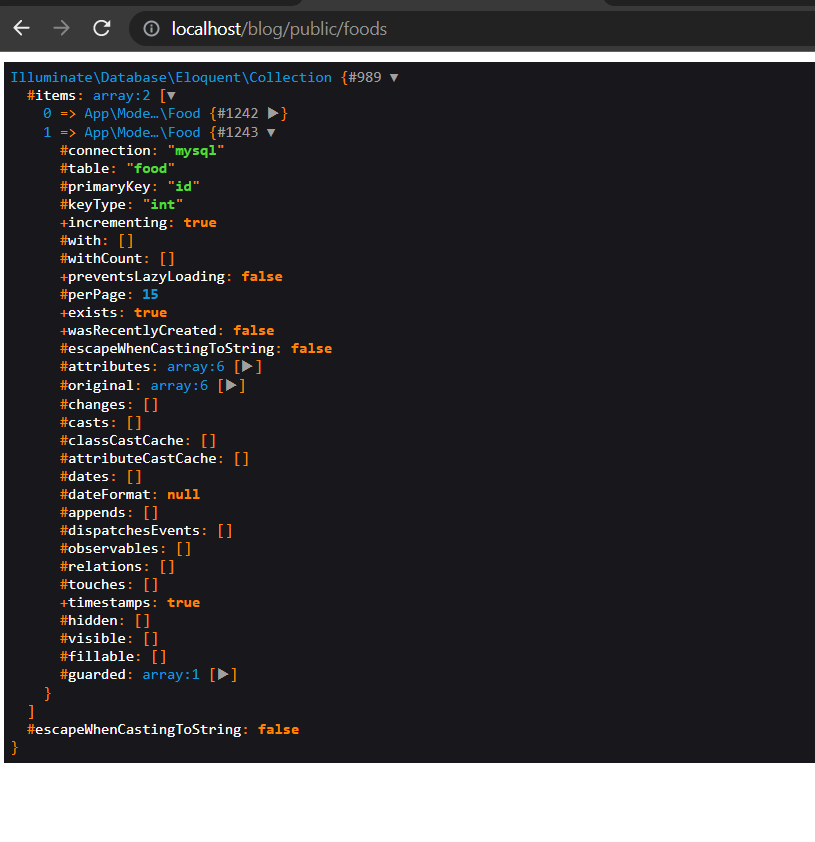 localhost/blog/public/foods
Illuminate\Database\Eloquent\Collection {#989 ▼
  #items: array:2 [▼
    0 => App\Mode…\Food {#1242 ▶}
    1 => App\Mode…\Food {#1243 ▼
      #connection: "mysql"
      #table: "food"
      #primaryKey: "id"
      #keyType: "int"
      +incrementing: true
      #with: []
      #withCount: []
      +preventsLazyLoading: false
      #perPage: 15
      +exists: true
      +wasRecentlyCreated: false
      #escapeWhenCastingToString: false
      #attributes: array:6 [▶]
      #original: array:6 [▶]
      #changes: []
      #casts: []
      #classCastCache: []
      #attributeCastCache: []
      #dates: []
      #dateFormat: null
      #appends: []
      #dispatchesEvents: []
      #observables: []
      #relations: []
      #touches: []
      +timestamps: true
      #hidden: []
      #visible: []
      #fillable: []
      #guarded: array:1 [▶]
    }
  ]
  #escapeWhenCastingToString: false
}